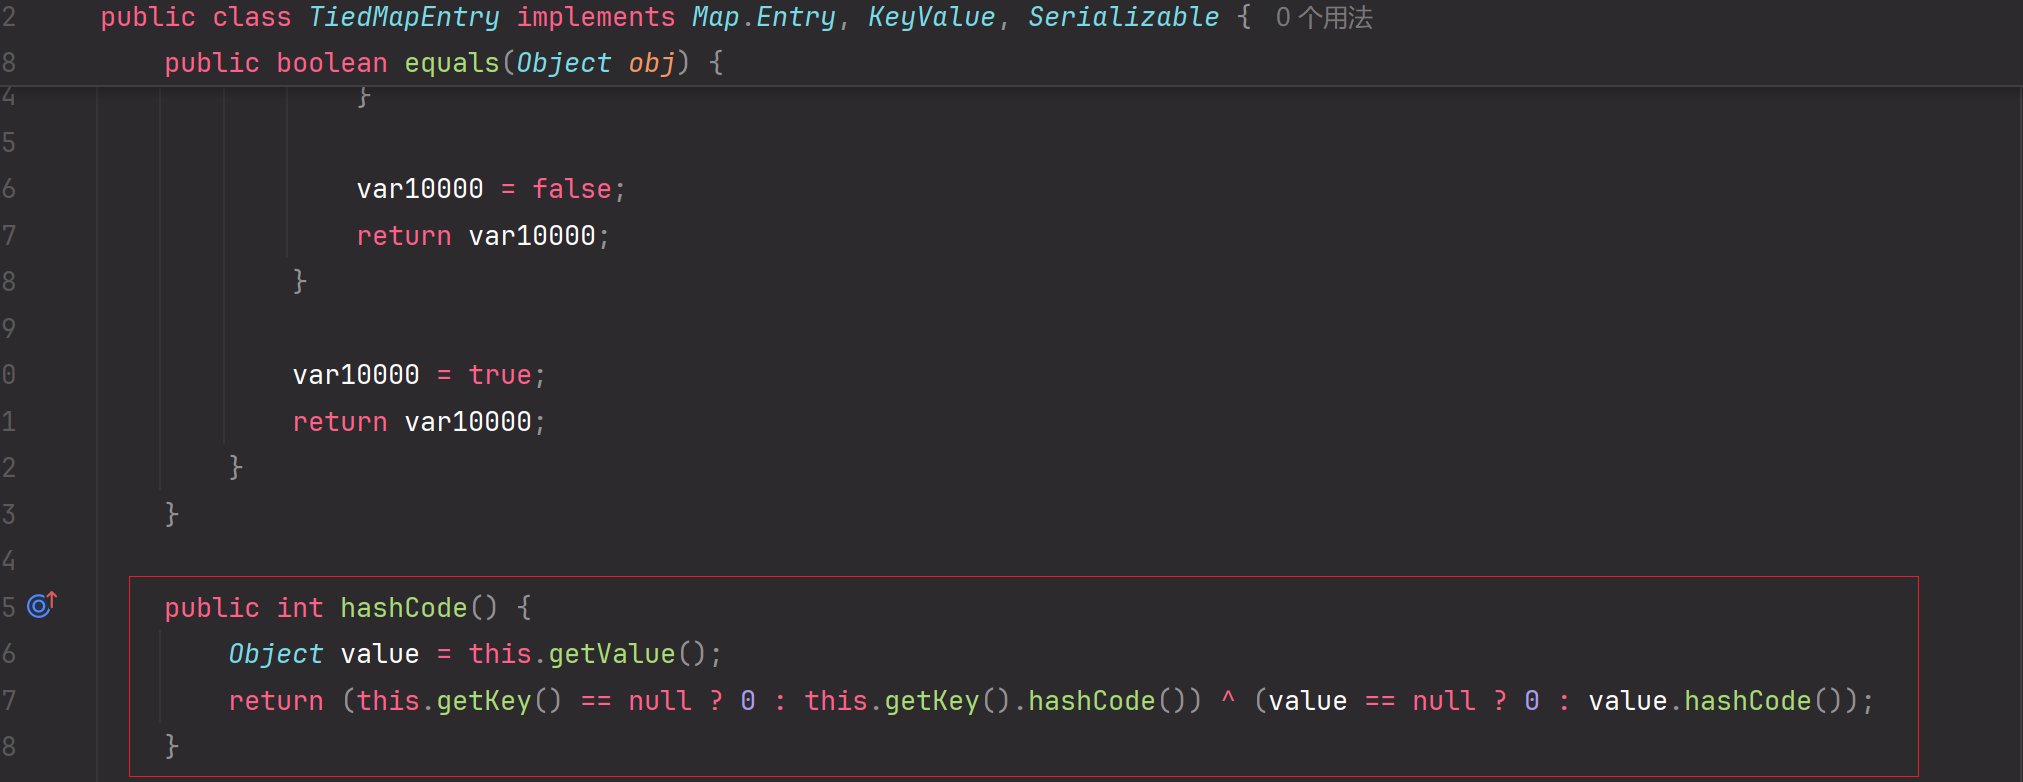 2 public class TiedMapEntry implements Map.Entry, KeyValue, Serializable { 0 个用法
8 public boolean equals(Object obj) {
4 }
5
6 var10000 = false;
7 return var10000;
8 }
9
0 var10000 = true;
1 return var10000;
2 }
3 }
4
5 public int hashCode() {
6 Object value = this.getValue();
7 return (this.getKey() == null ? 0 : this.getKey().hashCode()) ^ (value == null ? 0 : value.hashCode());
8 }